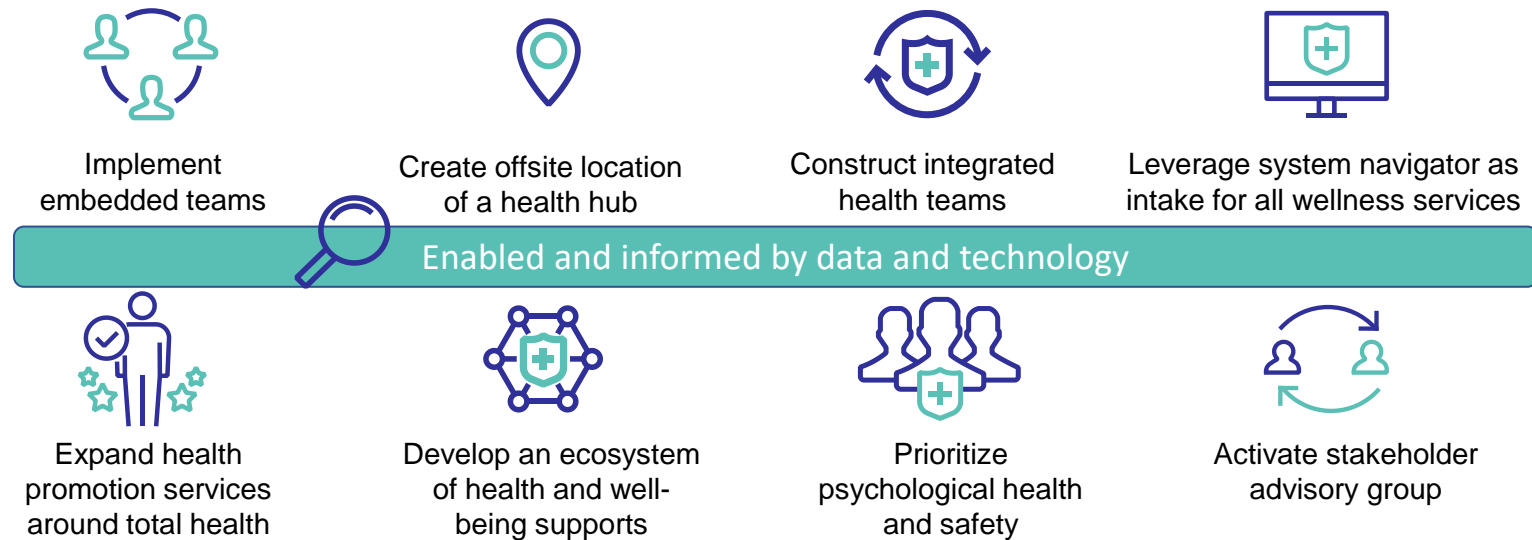 Implement
embedded teams
Create offsite location
of a health hub
Construct integrated
health teams
Leverage system navigator as
intake for all wellness services
Enabled and informed by data and technology
Expand health
promotion services
around total health
Develop an ecosystem
of health and well-
being supports
Prioritize
psychological health
and safety
Activate stakeholder
advisory group